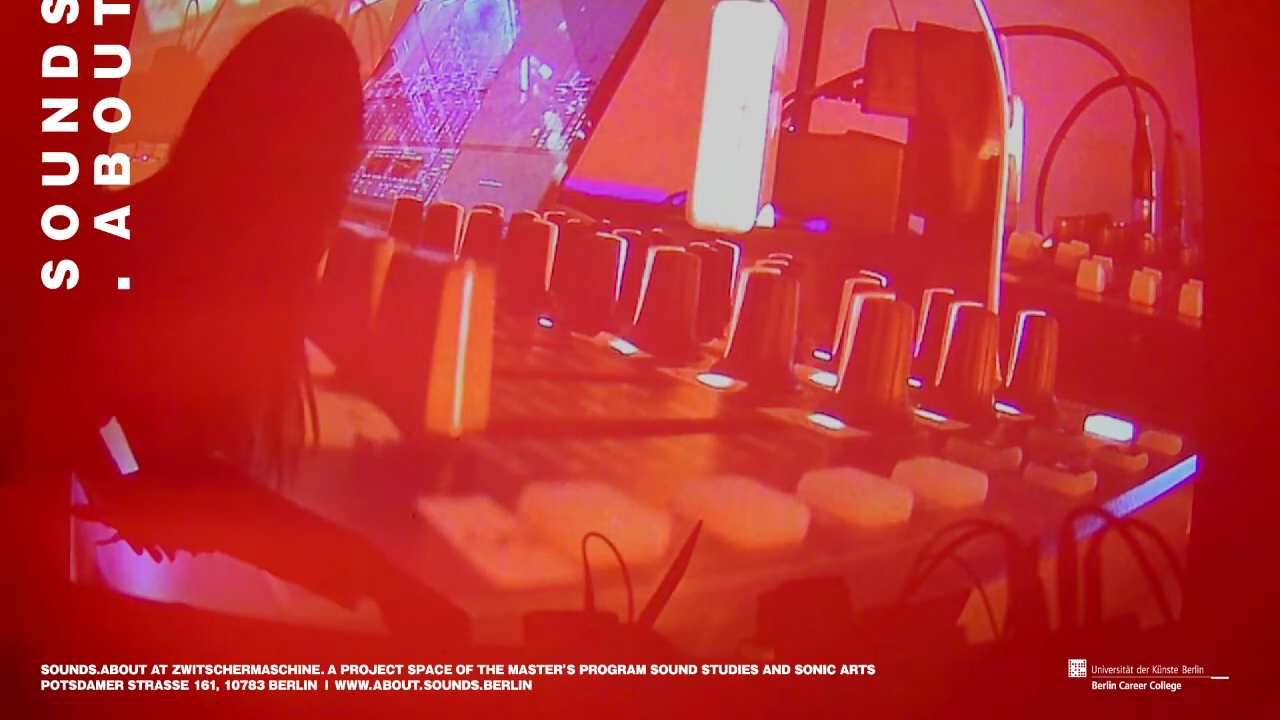 SOUNDS
. ABOUT
SOUNDS.ABOUT AT ZWITSCHERMASCHINE. A PROJECT SPACE OF THE MASTER'S PROGRAM SOUND STUDIES AND SONIC ARTS
POTSDAMER STRASSE 161, 10783 BERLIN | WWW.ABOUT.SOUNDS.BERLIN
Universität der Künste Berlin
Berlin Career College